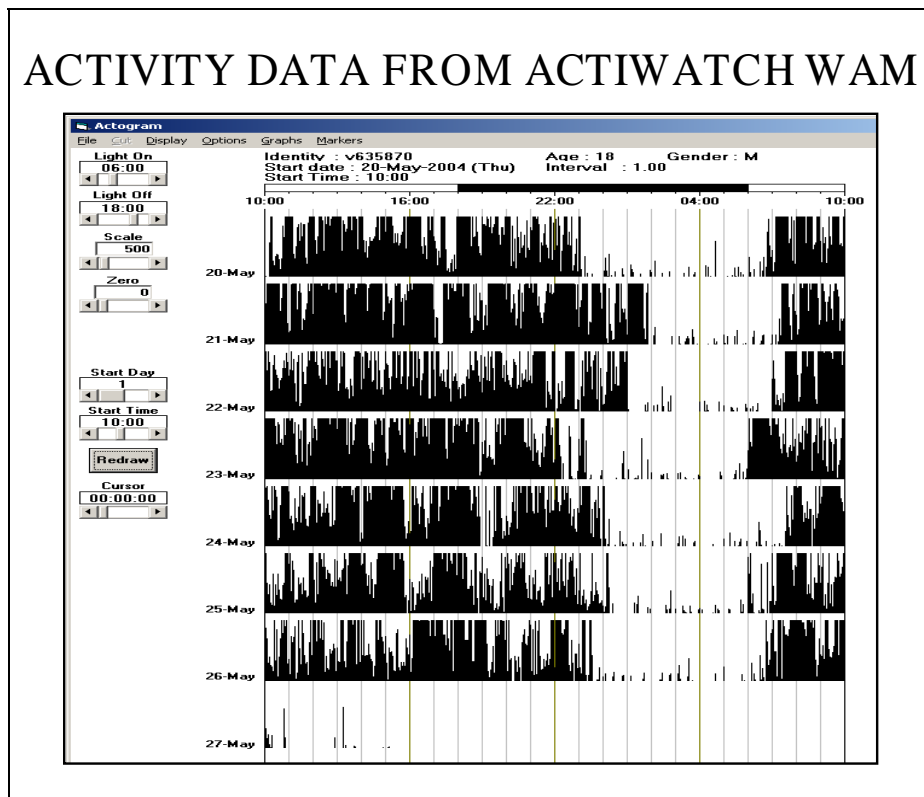 ACTIVITY DATA FROM ACTIWATCH WAM
Actogram
File Cut Display Options Graphs Markers
Light On
06:00
Light Off
18:00
Scale
500
Zero
0
Start Day
1
Start Time
10:00
Redraw
Cursor
00:00:00
Identity : v635870 Age : 18 Gender : M
Start date : 20-May-2004 (Thu) Interval : 1.00
Start Time : 10:00
10:00 16:00 22:00 04:00 10:00
20-May
21-May
22-May
23-May
24-May
25-May
26-May
27-May